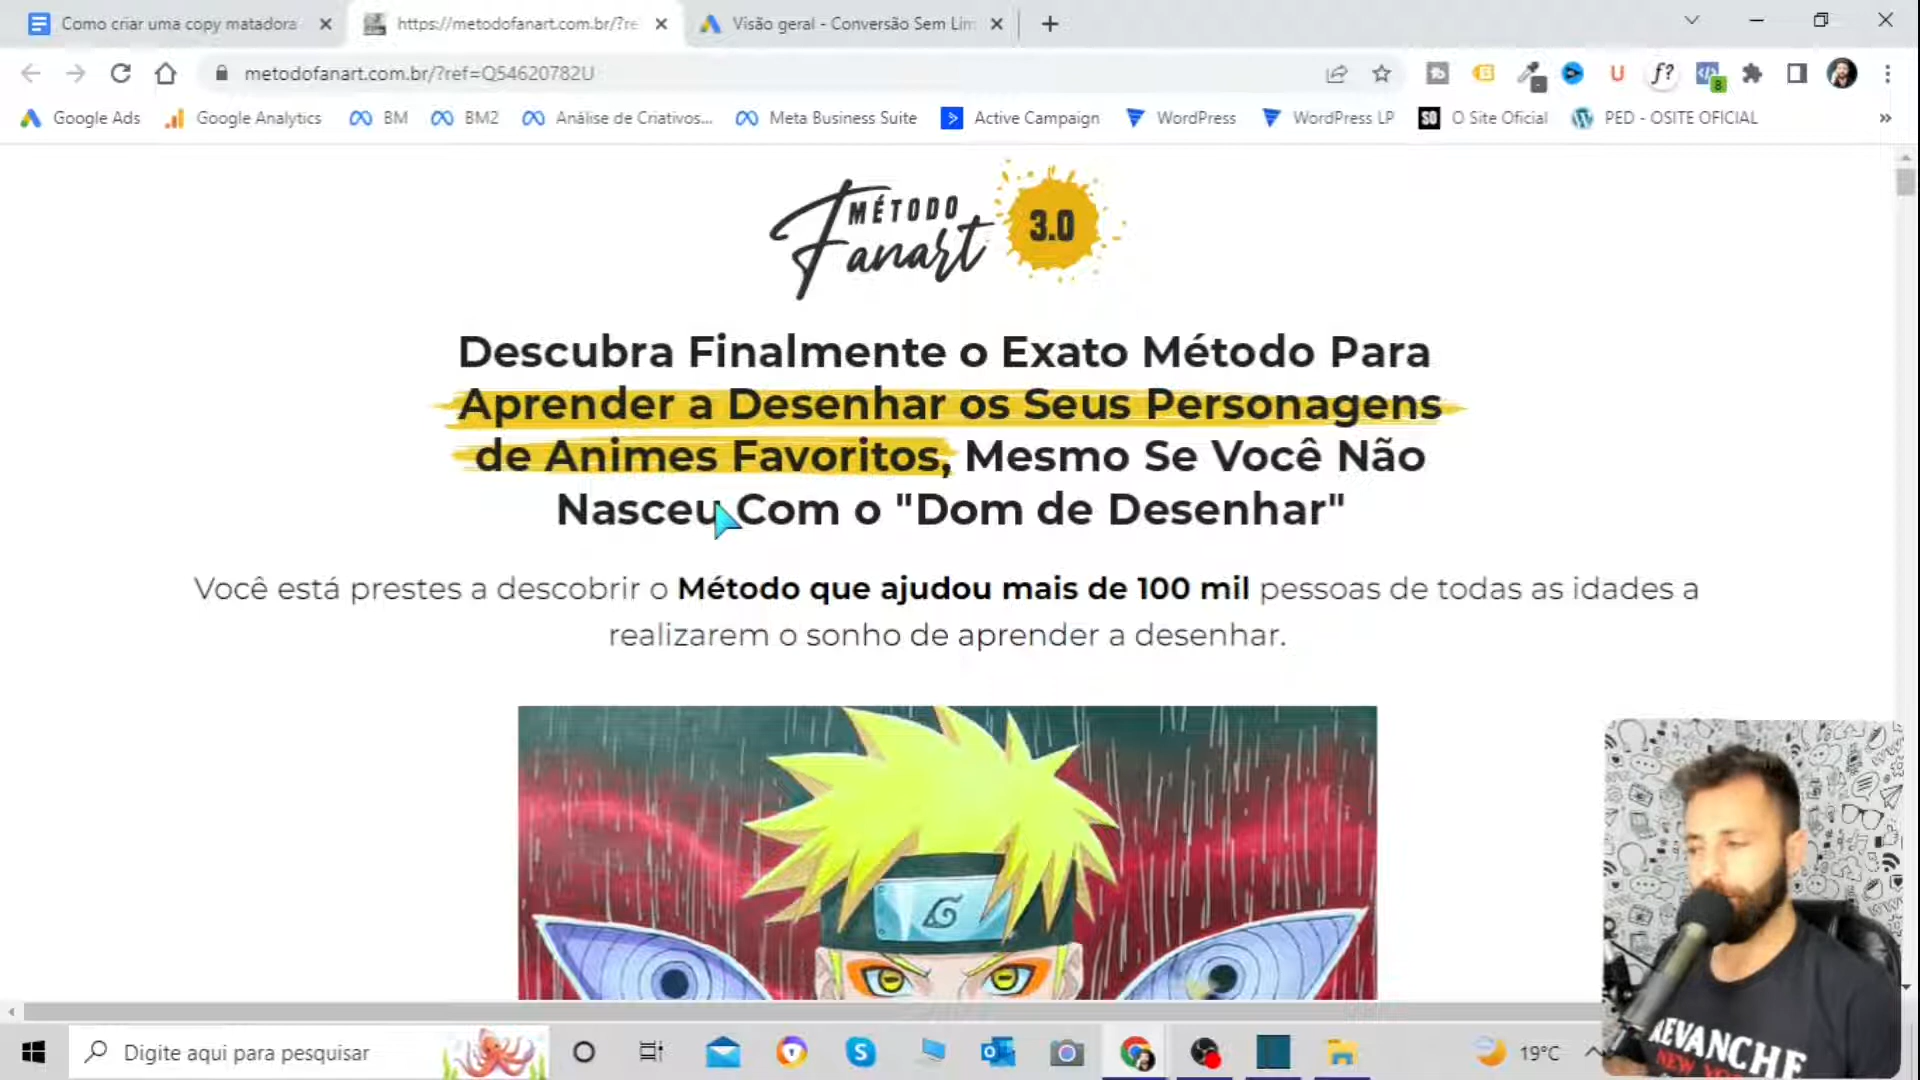 Como criar uma copy matadora
https://metodofanart.com.br/?re
Visão geral - Conversão Sem Lim
metodofanart.com.br/?ref=Q54620782U
Google Ads
Google Analytics
BM
BM2
Análise de Criativos...
Meta Business Suite
Active Campaign
WordPress
WordPress LP
SO
O Site Oficial
PED - OSITE OFICIAL
MÉTODO
Fanart
3.0
Descubra Finalmente o Exato Método Para
Aprender a Desenhar os Seus Personagens
de Animes Favoritos, Mesmo Se Você Não
Nasceu Com o "Dom de Desenhar"
Você está prestes a descobrir o Método que ajudou mais de 100 mil pessoas de todas as idades a
realizarem o sonho de aprender a desenhar.
Digite aqui para pesquisar
19°C
REVANCHE